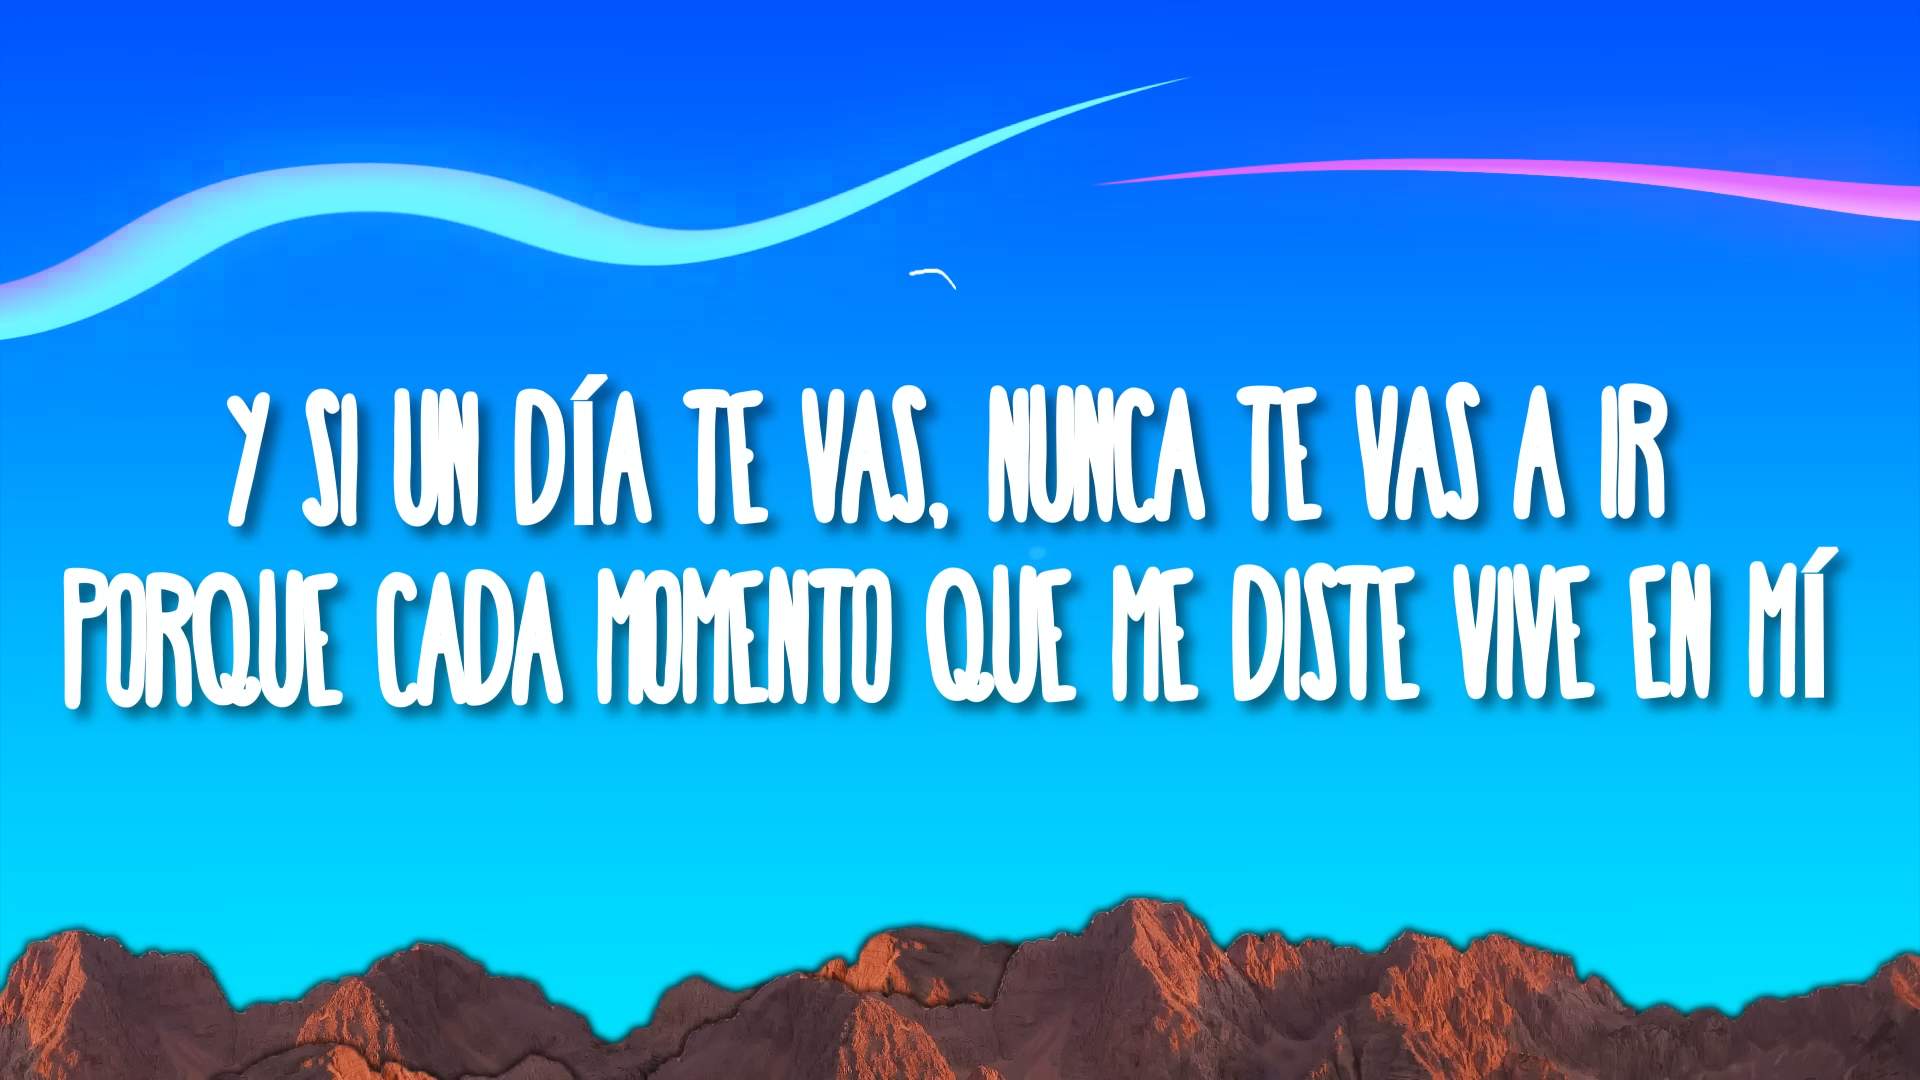 Y SI UN DÍA TE VAS, NUNCA TE VAS A IR
PORQUE CADA MOMENTO QUE ME DISTE VIVE EN MÍ